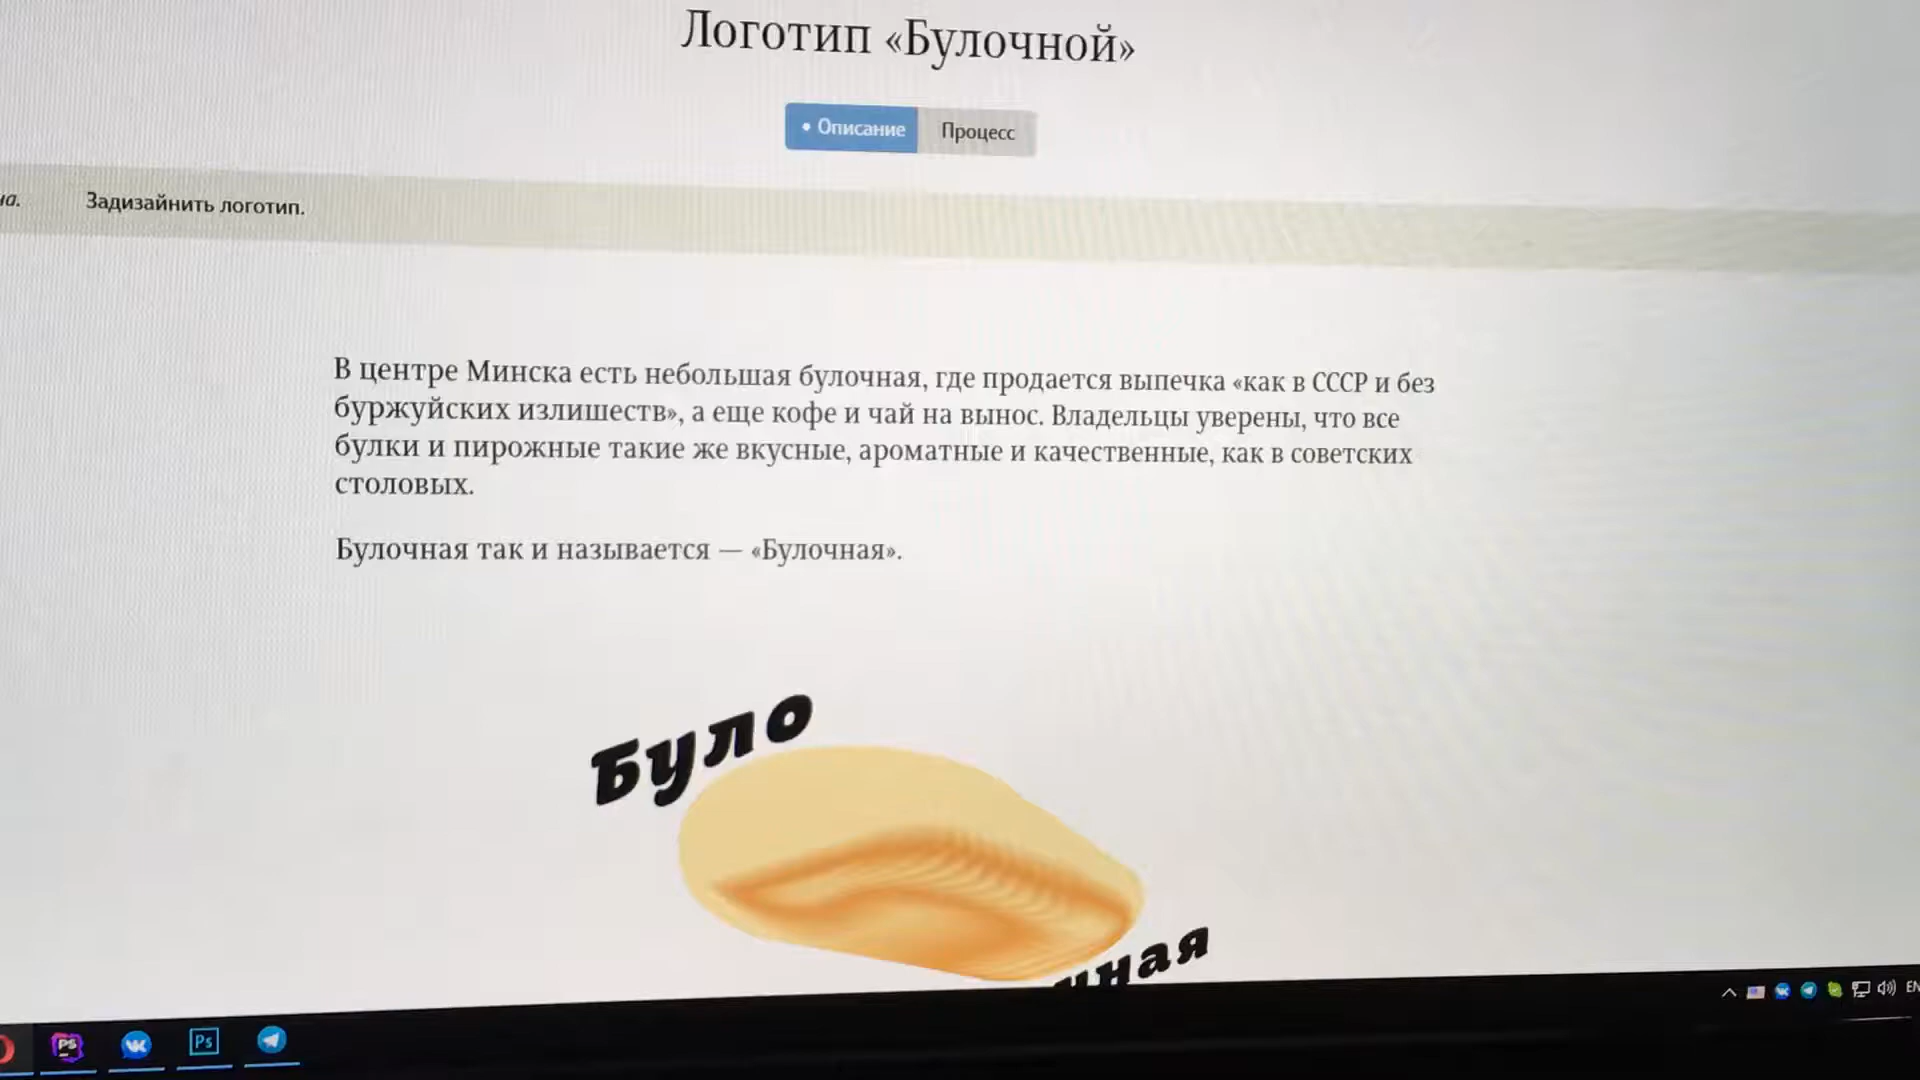 Логотип «Булочной»
• Описание
Процесс
Задизайнить логотип.
В центре Минска есть небольшая булочная, где продается выпечка «как в СССР и без
буржуйских излишеств», а еще кофе и чай на вынос. Владельцы уверены, что все
булки и пирожные такие же вкусные, ароматные и качественные, как в советских
столовых.
Булочная так и называется — «Булочная».
Було
чная
EN
PS
Ps